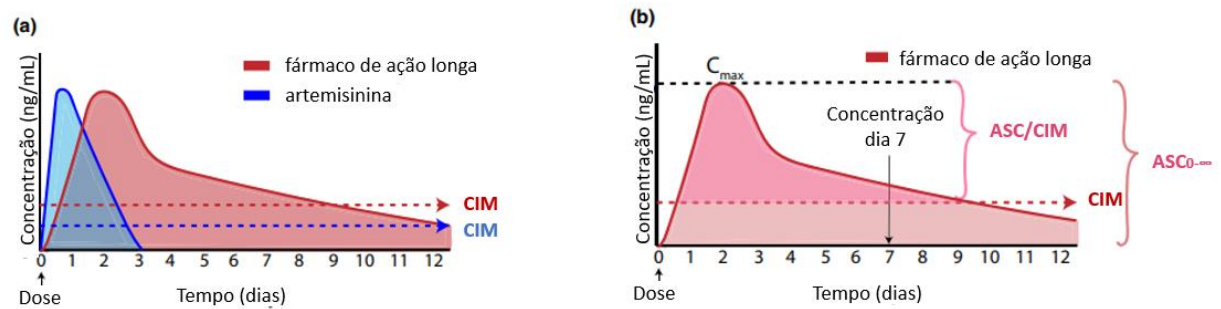 (a)
Concentração (ng/mL)
fármaco de ação longa
artemisinina
CIM
CIM
0 1 2 3 4 5 6 7 8 9 10 11 12
Dose
Tempo (dias)
(b)
Concentração (ng/mL)
Cmax
fármaco de ação longa
Concentração
dia 7
ASC/CIM
ASC0-∞
CIM
0 1 2 3 4 5 6 7 8 9 10 11 12
Dose
Tempo (dias)